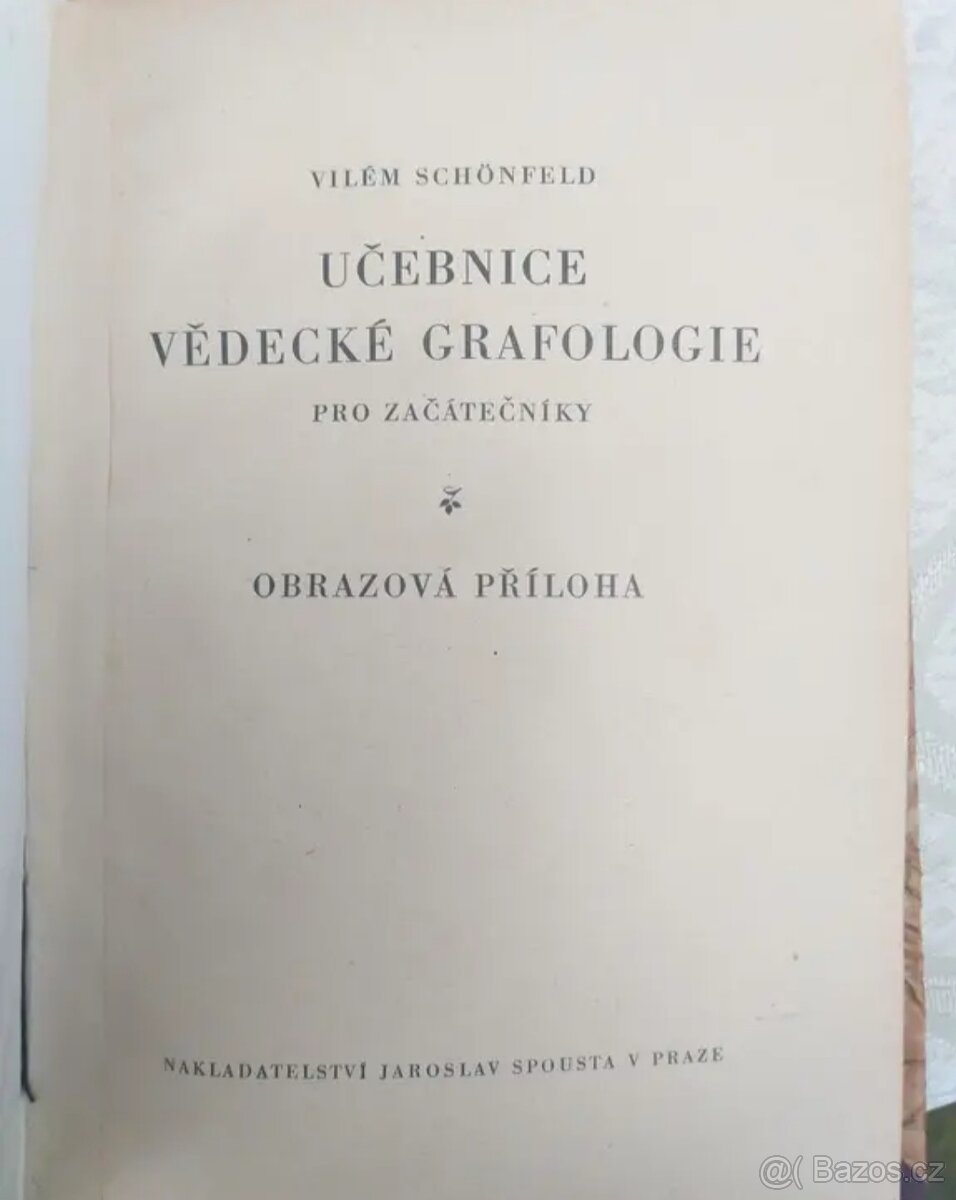 VILÉM SCHÖNFELD
UČEBNICE
VĚDECKÉ GRAFOLOGIE
PRO ZAČÁTEČNÍKY
OBRAZOVÁ PŘÍLOHA
NAKLADATELSTVÍ JAROSLAV SPOUSTA V PRAZE
@( Bazos.cz